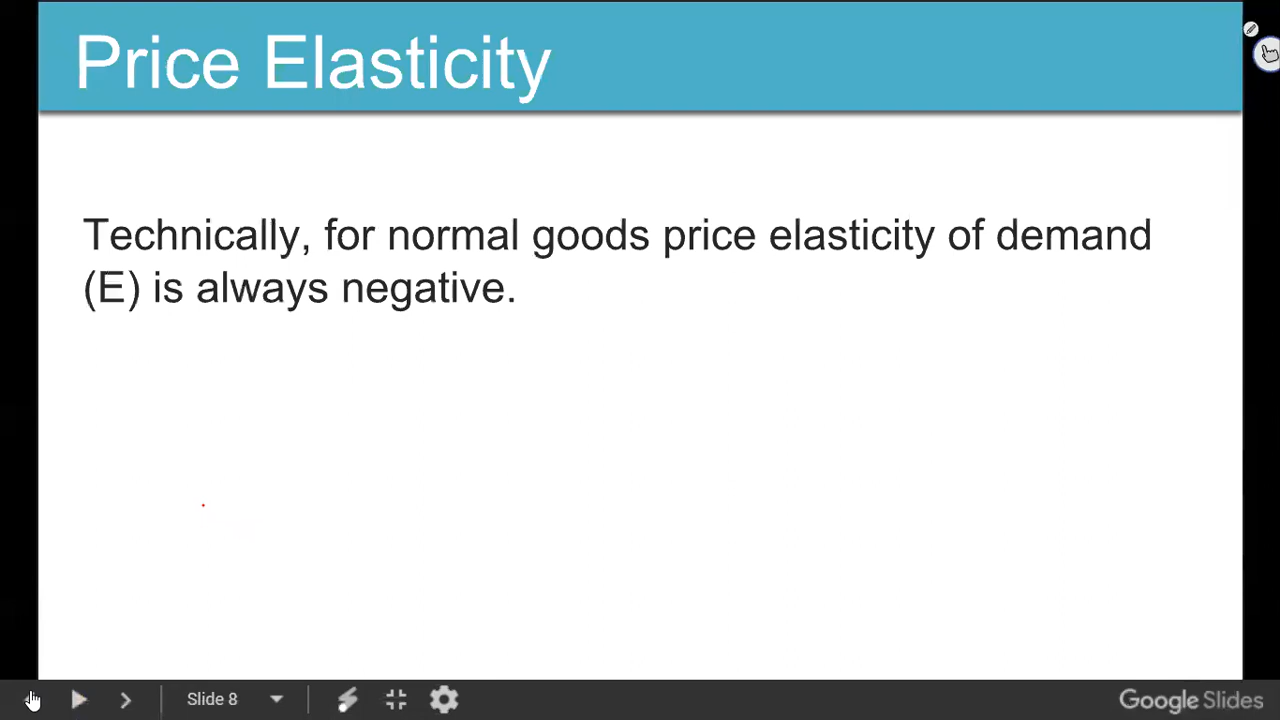 Price Elasticity
Technically, for normal goods price elasticity of demand
(E) is always negative.
Slide 8
Google Slides